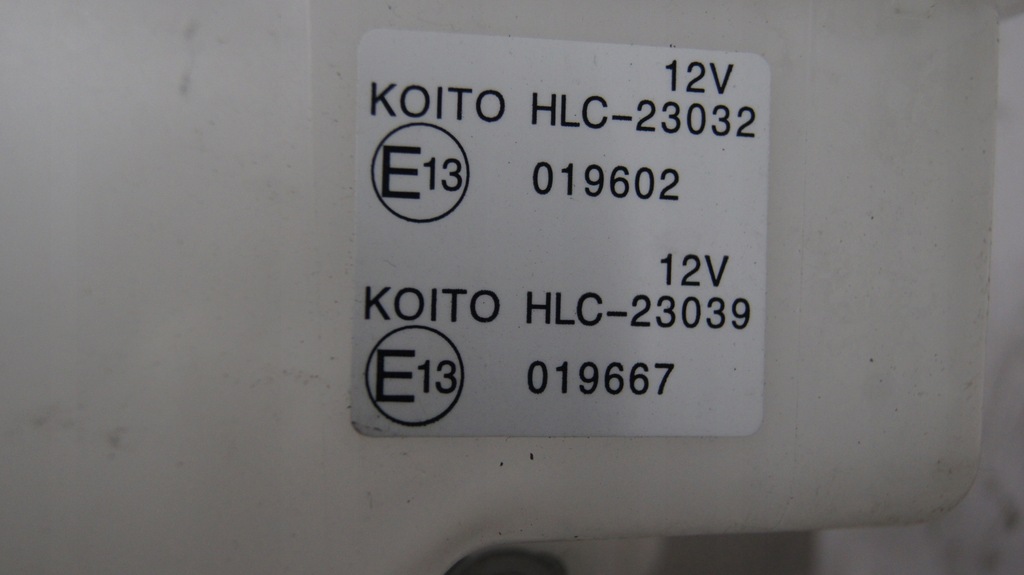 12V
KOITO HLC-23032
E13 019602
12V
KOITO HLC-23039
E13 019667